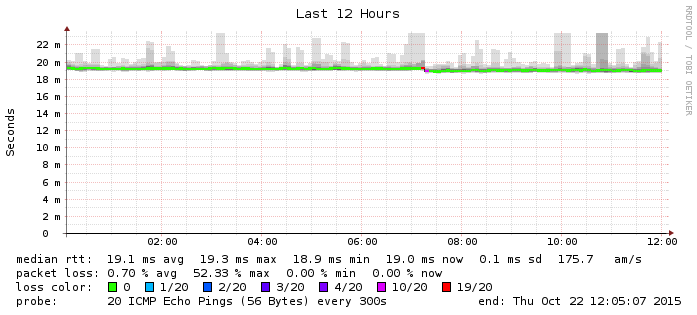 Last 12 Hours
RRDTOOL / TOBI OETIKER
Seconds
22 m
20 m
18 m
16 m
14 m
12 m
10 m
8 m
6 m
4 m
2 m
0
02:00 04:00 06:00 08:00 10:00 12:00
median rtt: 19.1 ms avg 19.3 ms max 18.9 ms min 19.0 ms now 0.1 ms sd 175.7 am/s
packet loss: 0.70 % avg 52.33 % max 0.00 % min 0.00 % now
loss color: 0 1/20 2/20 3/20 4/20 10/20 19/20
probe: 20 ICMP Echo Pings (56 Bytes) every 300s end: Thu Oct 22 12:05:07 2015